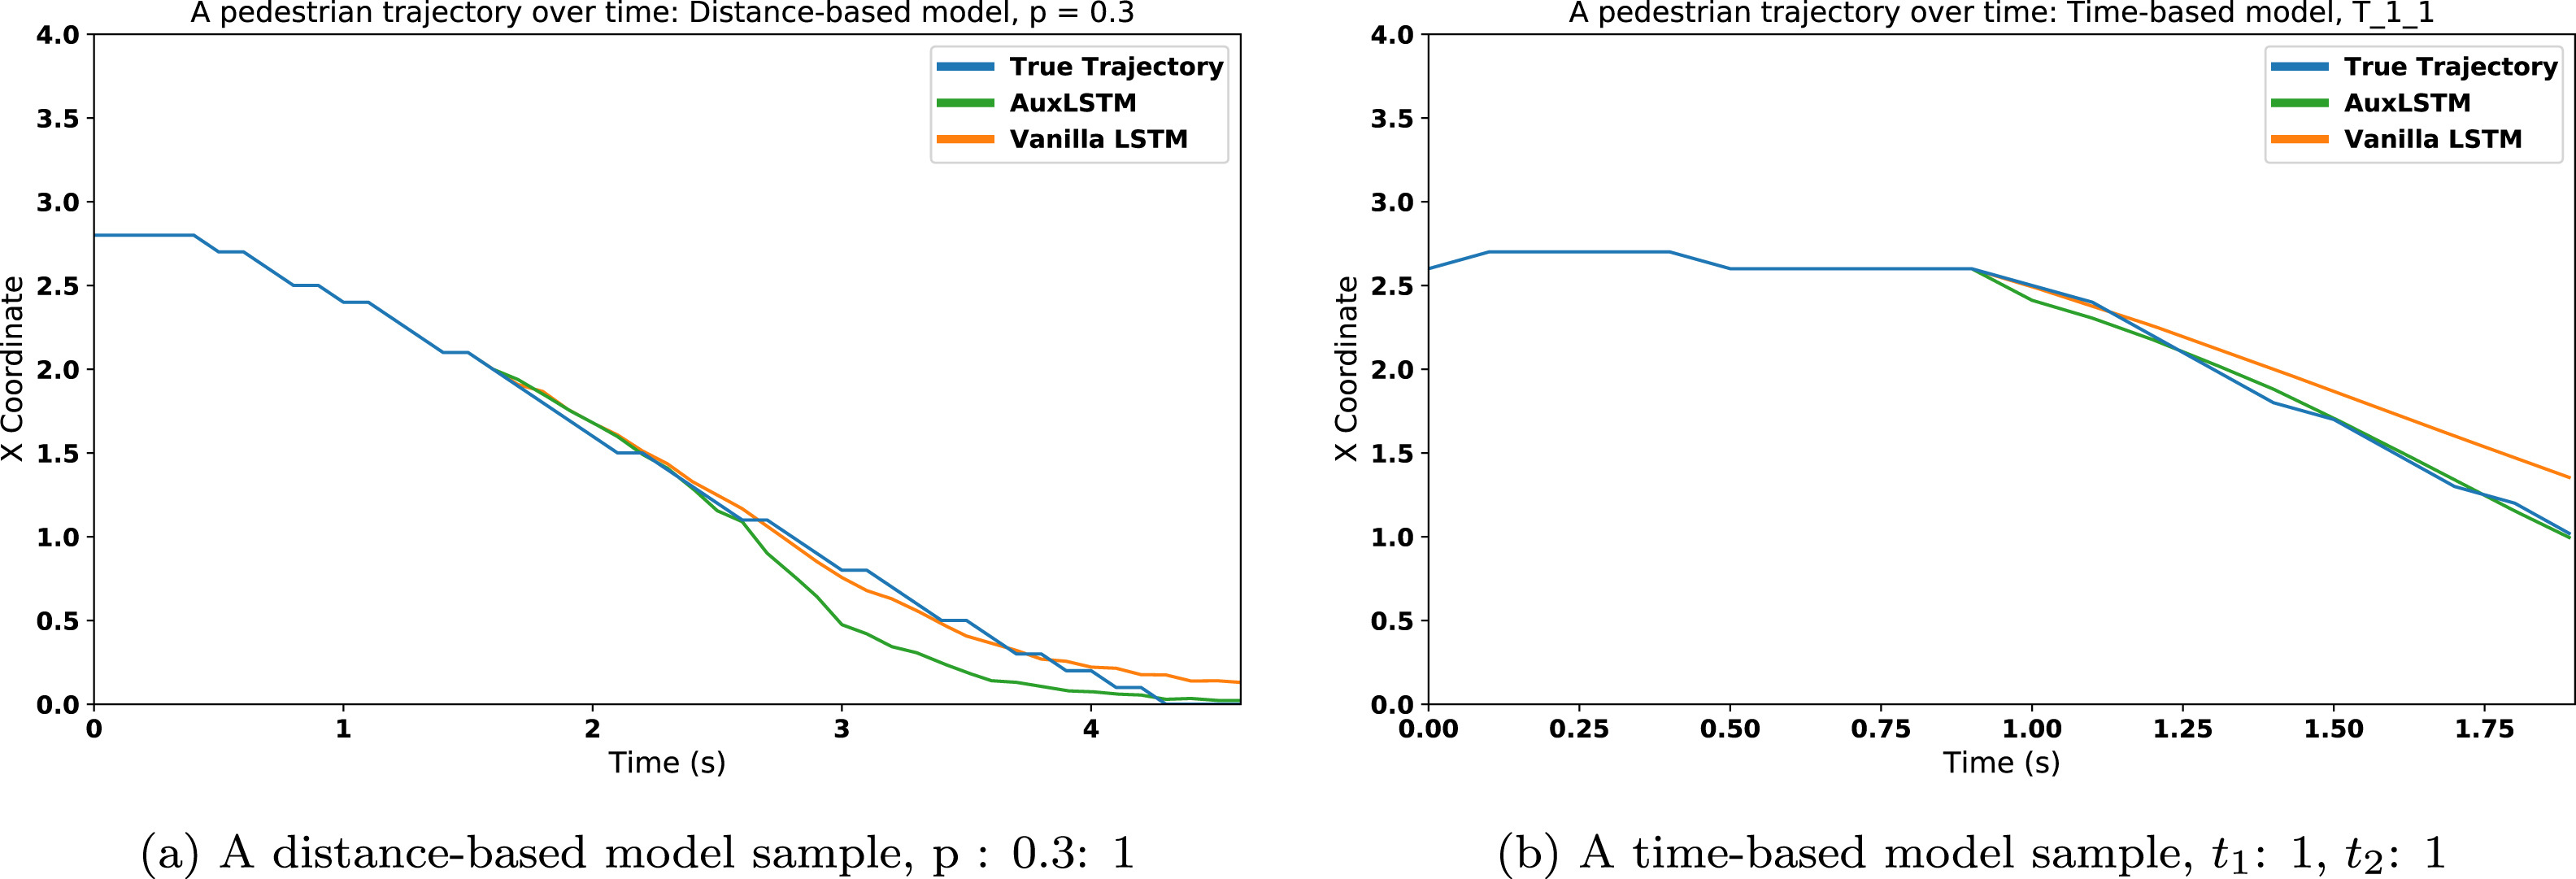 A pedestrian trajectory over time: Distance-based model, p = 0.3
4.0
3.5
3.0
2.5
2.0
1.5
1.0
0.5
0.0
X Coordinate
True Trajectory
AuxLSTM
Vanilla LSTM
0 1 2 3 4
Time (s)
(a) A distance-based model sample, p : 0.3: 1
A pedestrian trajectory over time: Time-based model, T_1_1
4.0
3.5
3.0
2.5
2.0
1.5
1.0
0.5
0.0
X Coordinate
True Trajectory
AuxLSTM
Vanilla LSTM
0.00 0.25 0.50 0.75 1.00 1.25 1.50 1.75
Time (s)
(b) A time-based model sample, t₁: 1, t₂: 1